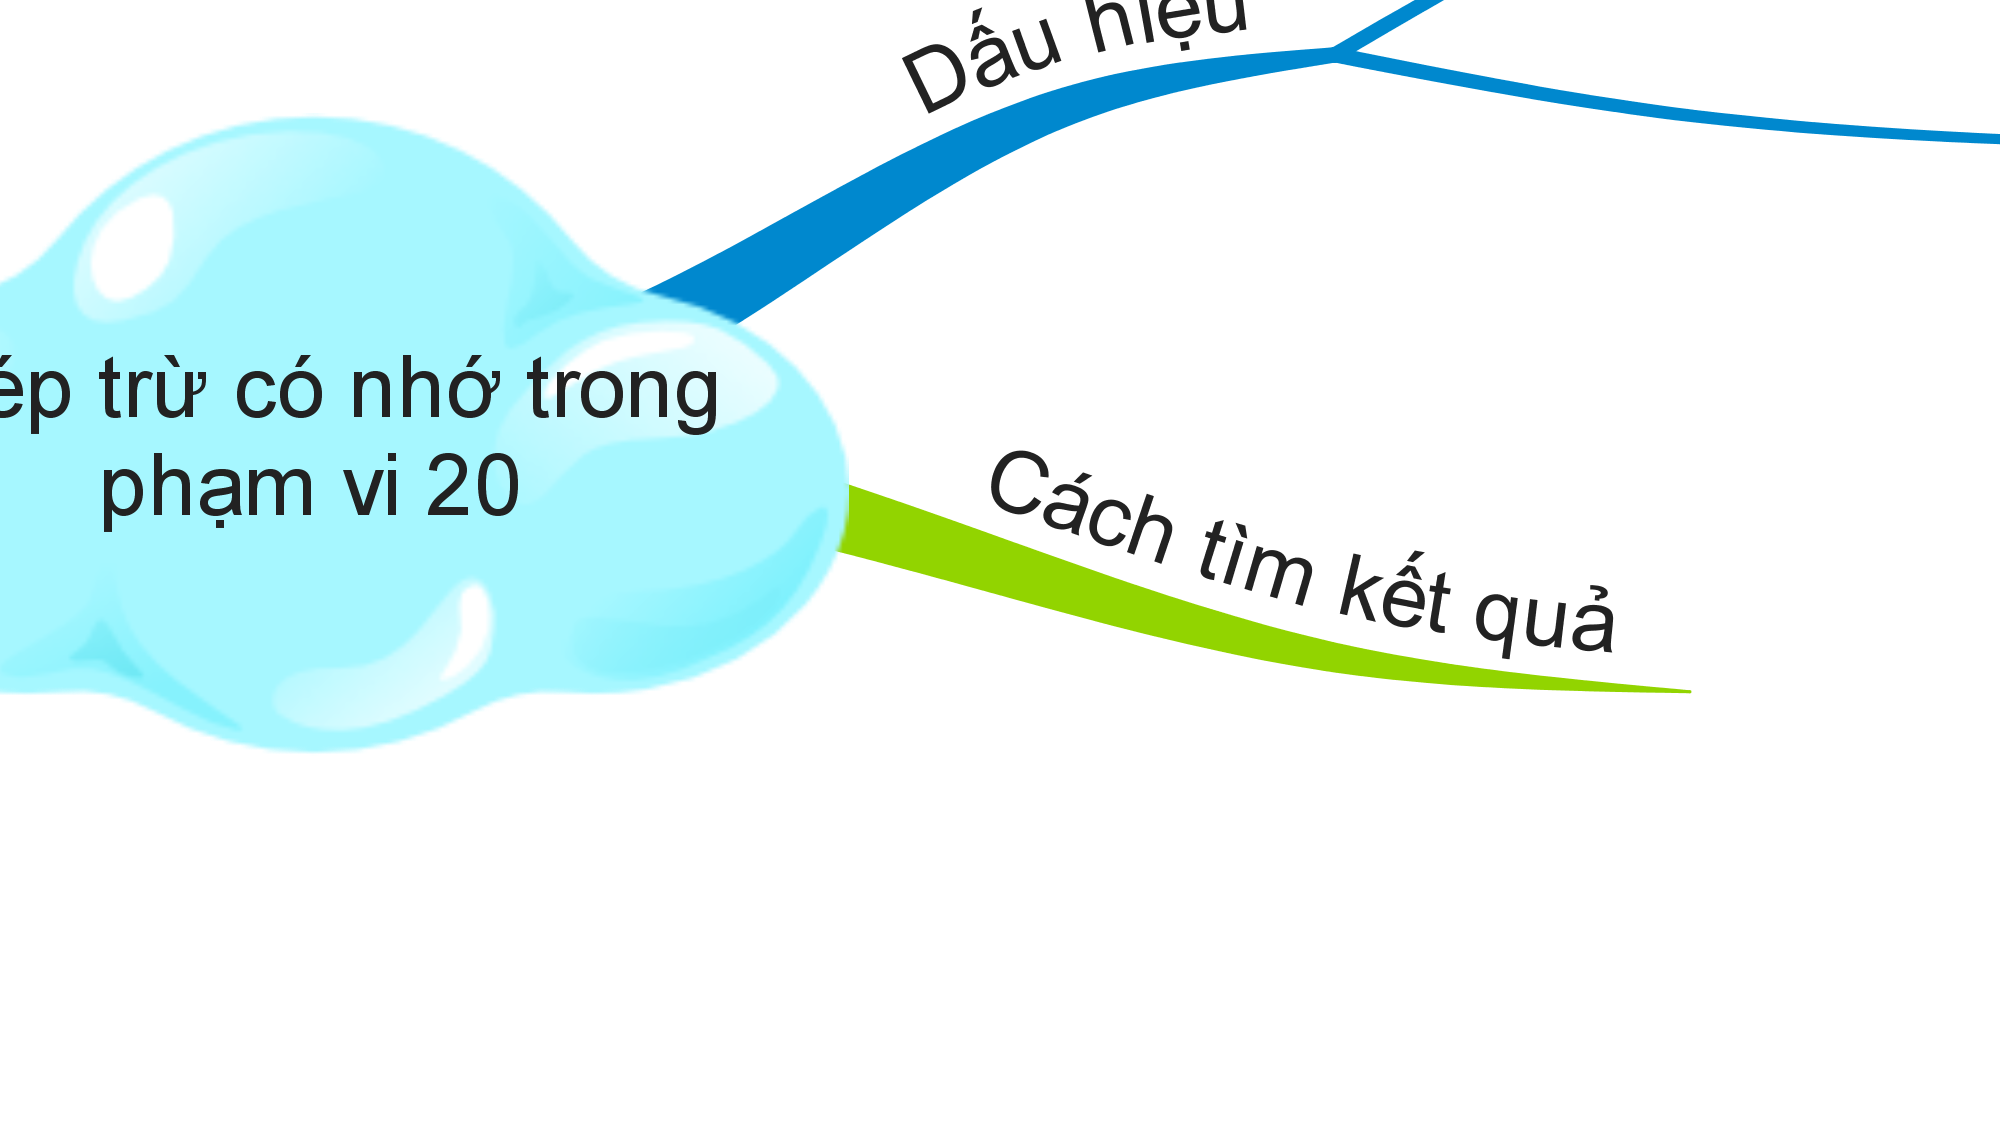 Dấu hiệu
ép trừ có nhớ trong
phạm vi 20
Cách tìm kết quả